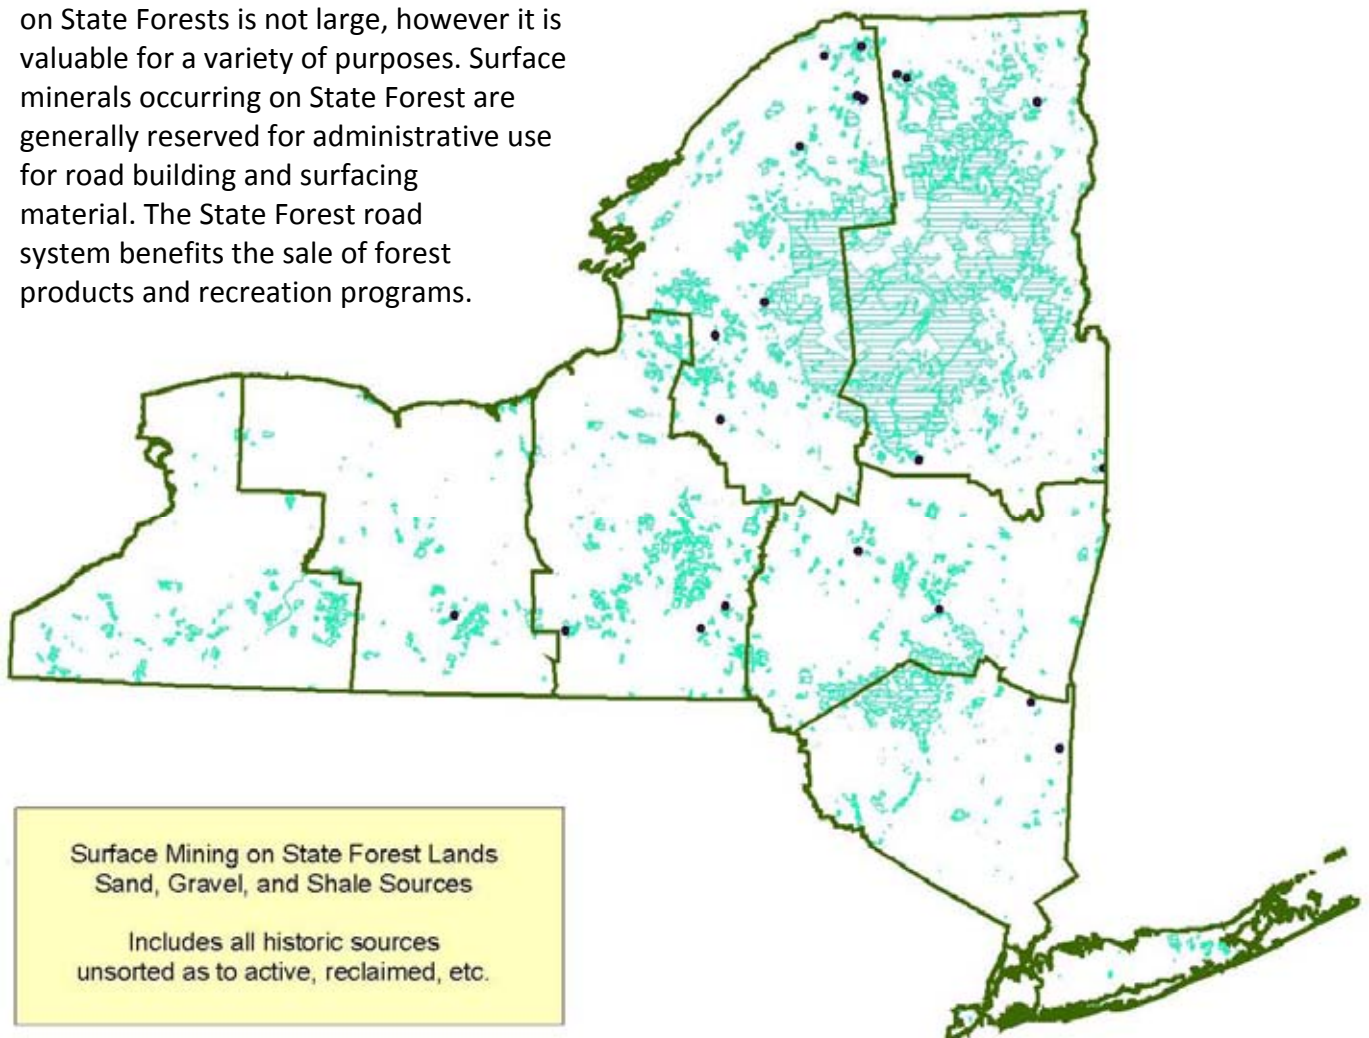 on State Forests is not large, however it is
valuable for a variety of purposes. Surface
minerals occurring on State Forest are
generally reserved for administrative use
for road building and surfacing
material. The State Forest road
system benefits the sale of forest
products and recreation programs.
Surface Mining on State Forest Lands
Sand, Gravel, and Shale Sources
Includes all historic sources
unsorted as to active, reclaimed, etc.